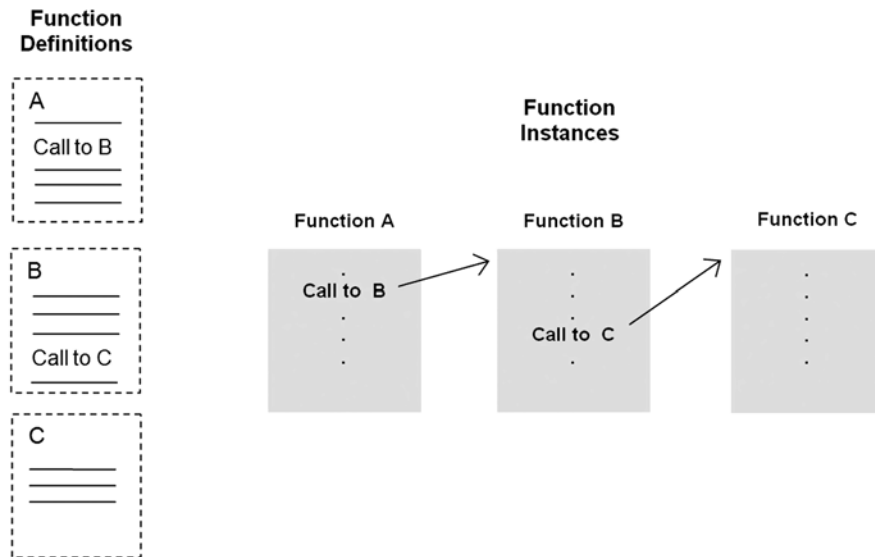 Function
Definitions
A
Call to B
B
Call to C
C
Function
Instances
Function A
Function B
Function C
Call to B
Call to C